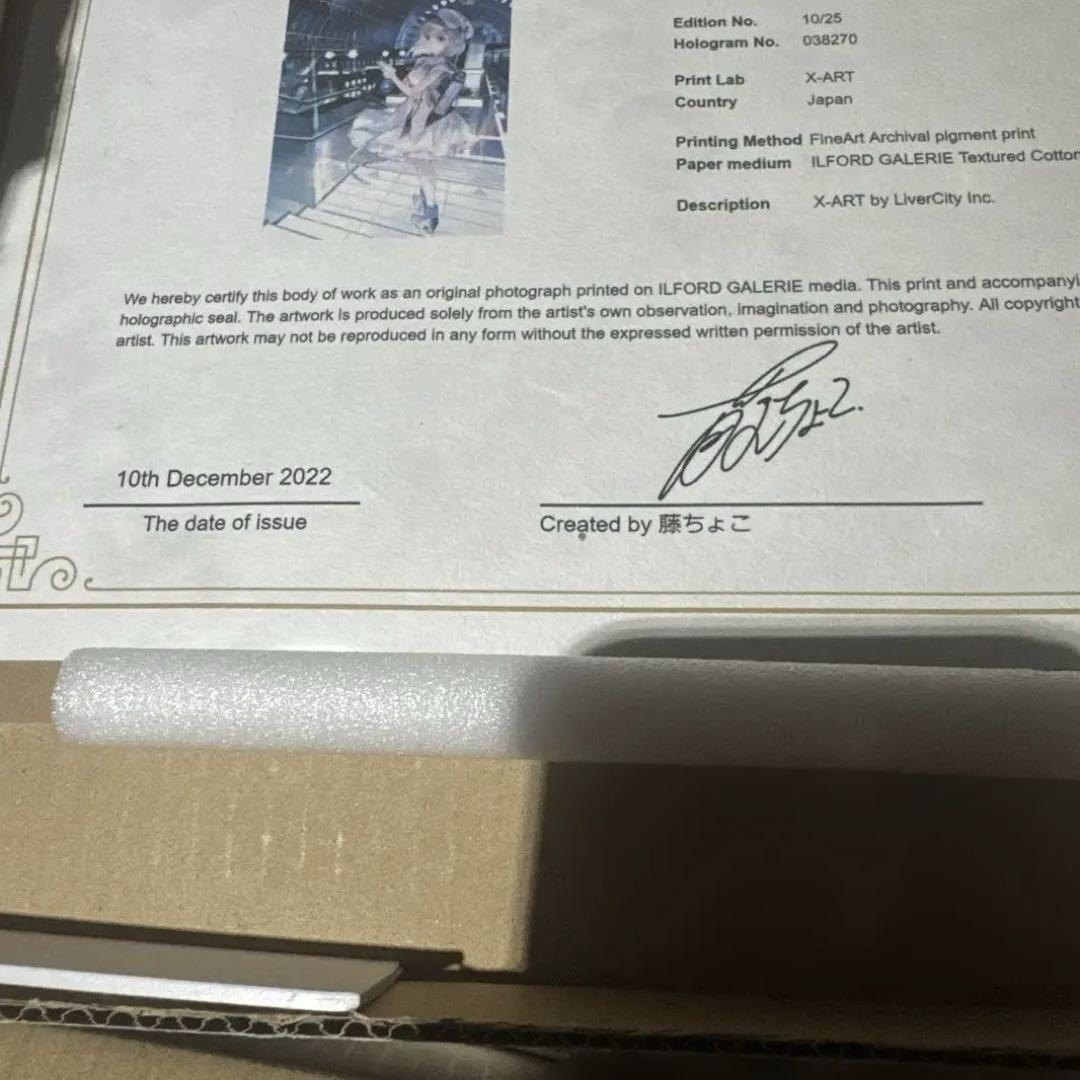 Edition No. 10/25
Hologram No. 038270
Print Lab X-ART
Country Japan
Printing Method FineArt Archival pigment print
Paper medium ILFORD GALERIE Textured Cotton
Description X-ART by LiverCity Inc.
We hereby certify this body of work as an original photograph printed on ILFORD GALERIE media. This print and accompanyi
holographic seal. The artwork is produced solely from the artist's own observation, imagination and photography. All copyright
artist. This artwork may not be reproduced in any form without the expressed written permission of the artist.
藤ちょこ.
10th December 2022
The date of issue
Created by 藤ちょこ